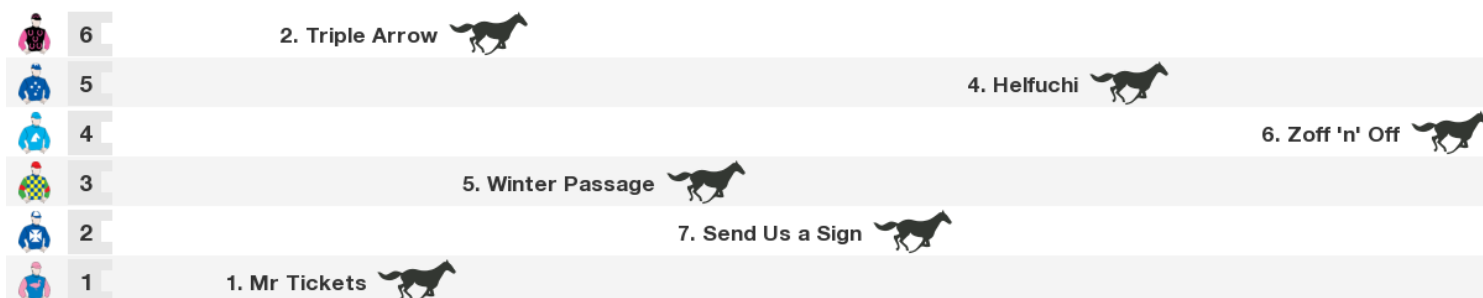 6 2. Triple Arrow
5 4. Helfuchi
4 6. Zoff 'n' Off
3 5. Winter Passage
2 7. Send Us a Sign
1 1. Mr Tickets